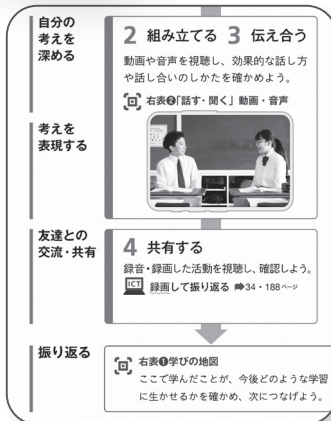 自分の
考えを
深める
2 組み立てる 3 伝え合う
動画や音声を視聴し、効果的な話し方
や話し合いのしかたを確かめよう。
右表❷「話す・聞く」動画・音声
考えを
表現する
友達との
交流・共有
4 共有する
録音・録画した活動を視聴し、確認しよう。
ICT 録画して振り返る ➡34・188ページ
振り返る
右表❶学びの地図
ここで学んだことが、今後どのような学習
に生かせるかを確かめ、次につなげよう。